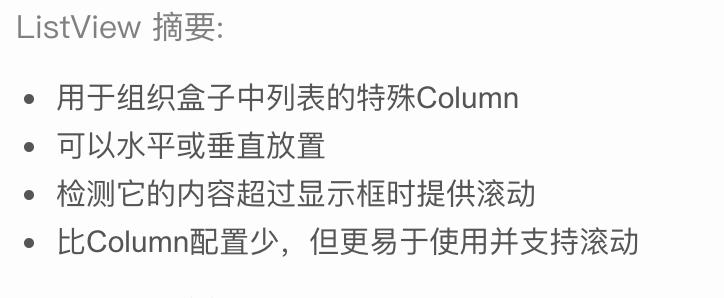 ListView 摘要:
• 用于组织盒子中列表的特殊Column
• 可以水平或垂直放置
• 检测它的内容超过显示框时提供滚动
• 比Column配置少，但更易于使用并支持滚动